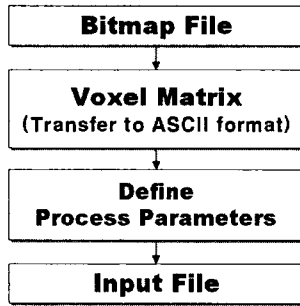 Bitmap File
Voxel Matrix
(Transfer to ASCII format)
Define
Process Parameters
Input File